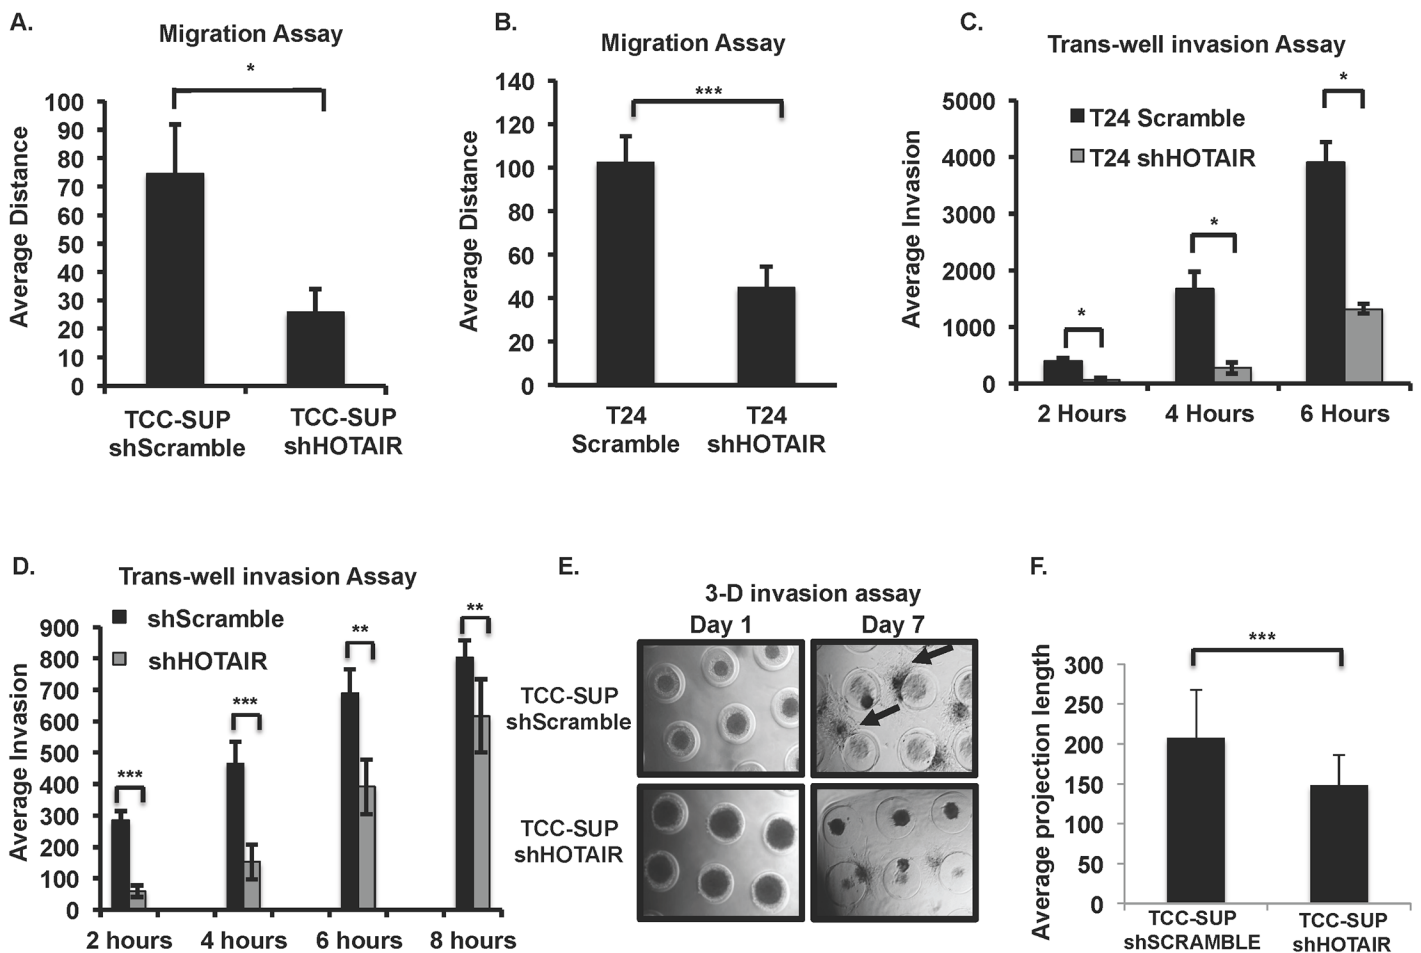 A.
Migration Assay
*
Average Distance
100
90
80
70
60
50
40
30
20
10
0
TCC-SUP
shScramble
TCC-SUP
shHOTAIR
B.
Migration Assay
***
Average Distance
140
120
100
80
60
40
20
0
T24
Scramble
T24
shHOTAIR
C.
Trans-well invasion Assay
T24 Scramble
T24 shHOTAIR
*
*
*
Average Invasion
5000
4000
3000
2000
1000
0
2 Hours
4 Hours
6 Hours
D.
Trans-well invasion Assay
shScramble
shHOTAIR
***
***
**
**
Average Invasion
900
800
700
600
500
400
300
200
100
0
2 hours
4 hours
6 hours
8 hours
E.
3-D invasion assay
Day 1
Day 7
TCC-SUP
shScramble
TCC-SUP
shHOTAIR
F.
***
Average projection length
300
250
200
150
100
50
0
TCC-SUP
shSCRAMBLE
TCC-SUP
shHOTAIR